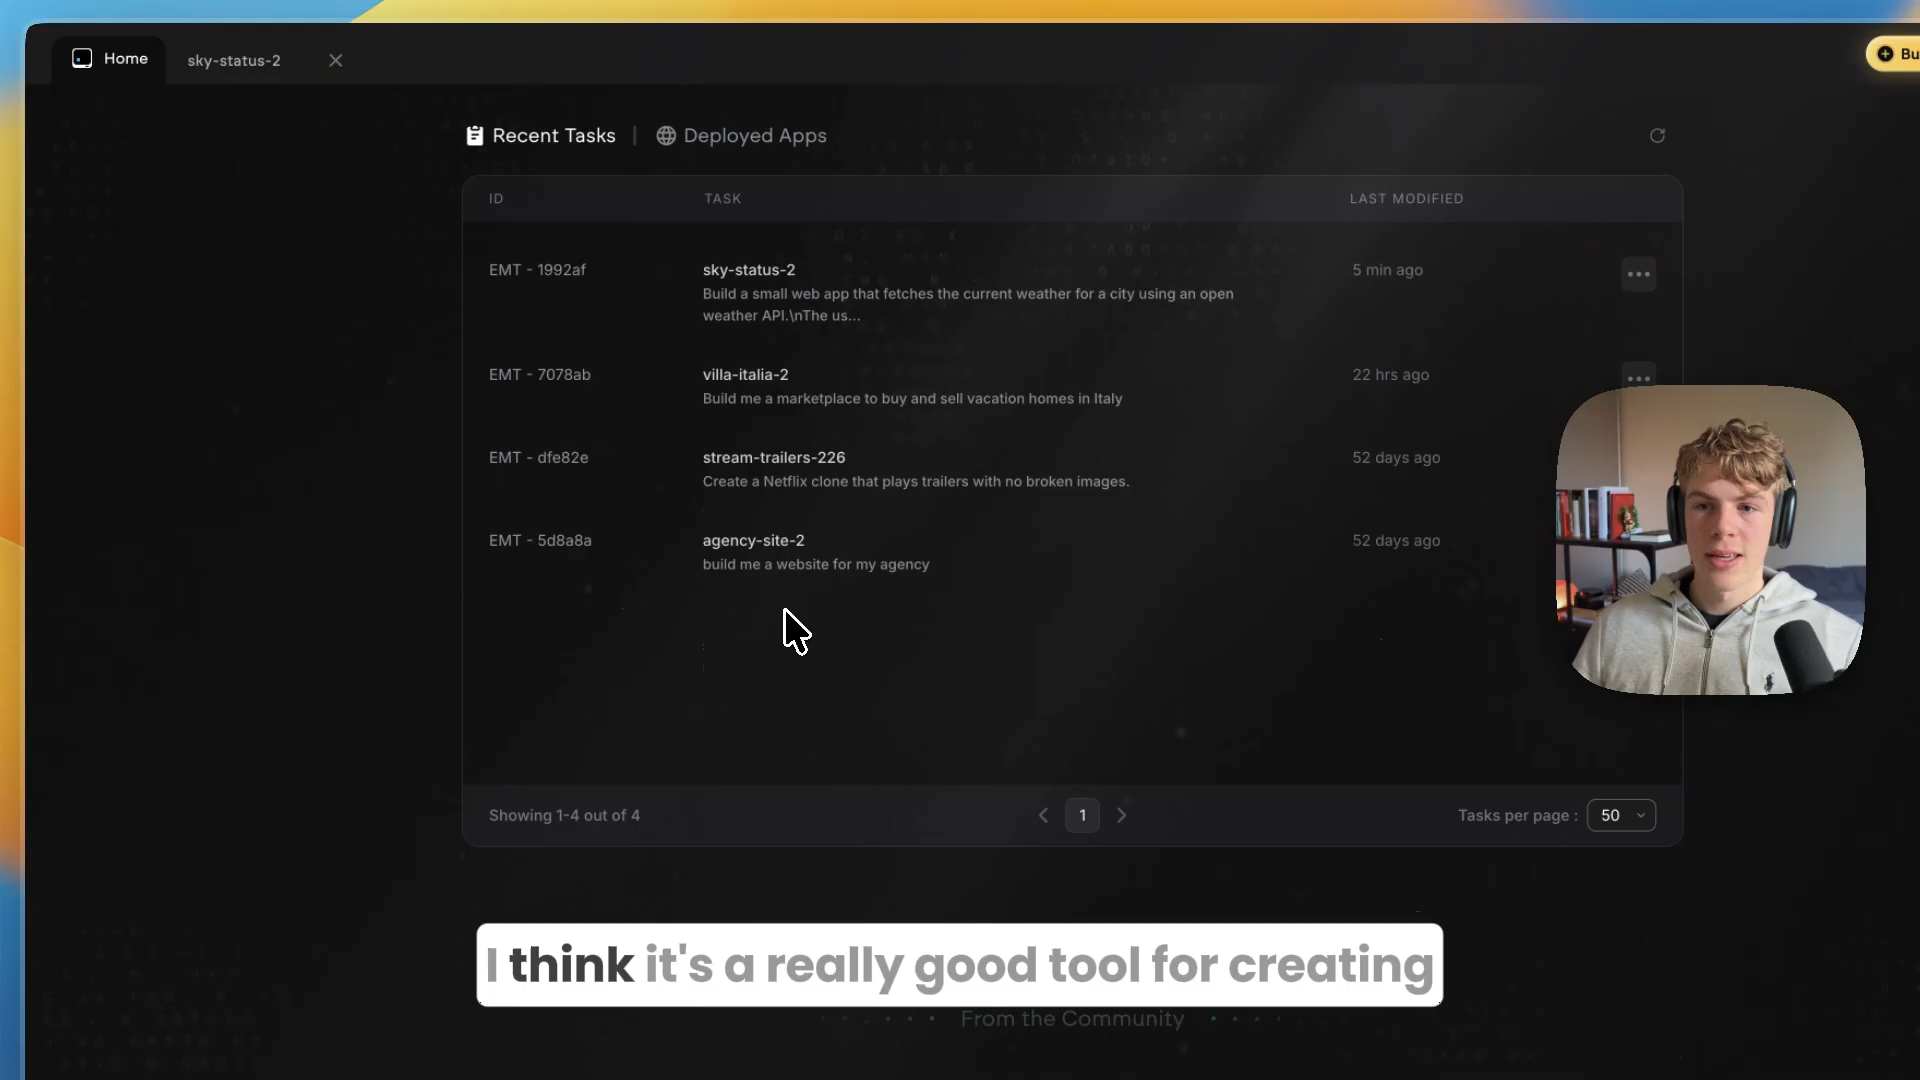 Home
sky-status-2
Bu
Recent Tasks
Deployed Apps
ID
TASK
LAST MODIFIED
EMT - 1992af
sky-status-2
5 min ago
Build a small web app that fetches the current weather for a city using an open
weather API.\nThe us...
EMT - 7078ab
villa-italia-2
22 hrs ago
Build me a marketplace to buy and sell vacation homes in Italy
EMT - dfe82e
stream-trailers-226
52 days ago
Create a Netflix clone that plays trailers with no broken images.
EMT - 5d8a8a
agency-site-2
52 days ago
build me a website for my agency
Showing 1-4 out of 4
1
Tasks per page :
50
I think it's a really good tool for creating
From the Community